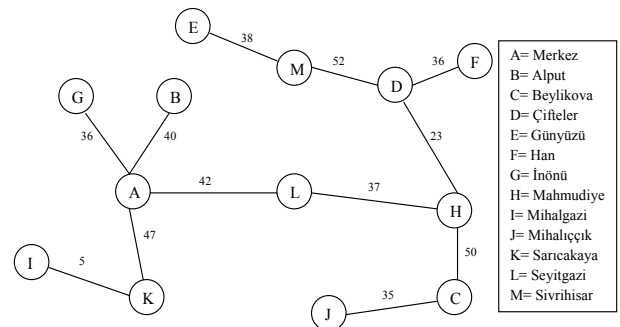 E
38
M
52
D
36
F
G
B
36
40
23
A
42
L
37
H
47
50
I
5
K
J
35
C
A= Merkez
B= Alput
C= Beylikova
D= Çifteler
E= Günyüzü
F= Han
G= İnönü
H= Mahmudiye
I= Mihalgazi
J= Mihalıççık
K= Sarıcakaya
L= Seyitgazi
M= Sivrihisar